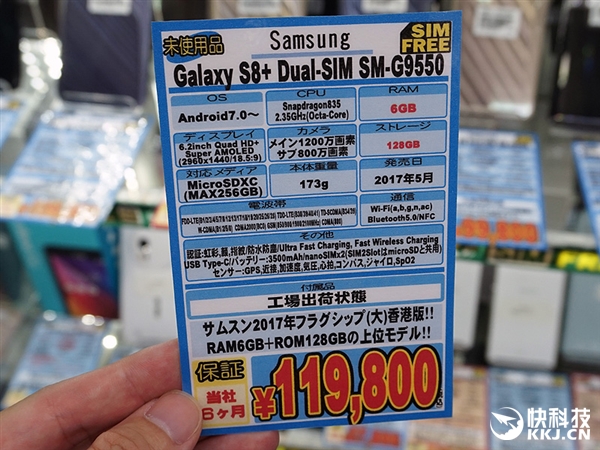 未使用品
Samsung
SIM
FREE
Galaxy S8+ Dual-SIM SM-G9550
OS
CPU
RAM
Android7.0～
Snapdragon835
2.35GHz(Octa-Core)
6GB
ディスプレイ
カメラ
ストレージ
6.2inch Quad HD+
Super AMOLED
(2960x1440/18.5:9)
メイン1200万画素
サブ800万画素
128GB
対応メディア
本体重量
発売日
MicroSDXC
(MAX256GB)
173g
2017年5月
電波帯
通信
Wi-Fi(a,b,g,n,ac)
Bluetooth5.0/NFC
その他
認証:虹彩,顔,指紋/防水防塵/Ultra Fast Charging, Fast Wireless Charging
USB Type-C/バッテリー:3500mAh/nanoSIMx2(SIM2SlotはmicroSDと共用)
センサー:GPS,近接,加速度,気圧,心拍,コンパス,ジャイロ,SpO2
付属品
工場出荷状態
サムスン2017年フラグシップ(大)香港版!!
RAM6GB+ROM128GBの上位モデル!!
保証
当社
6ヶ月
¥119,800
快科技
KKJ.CN